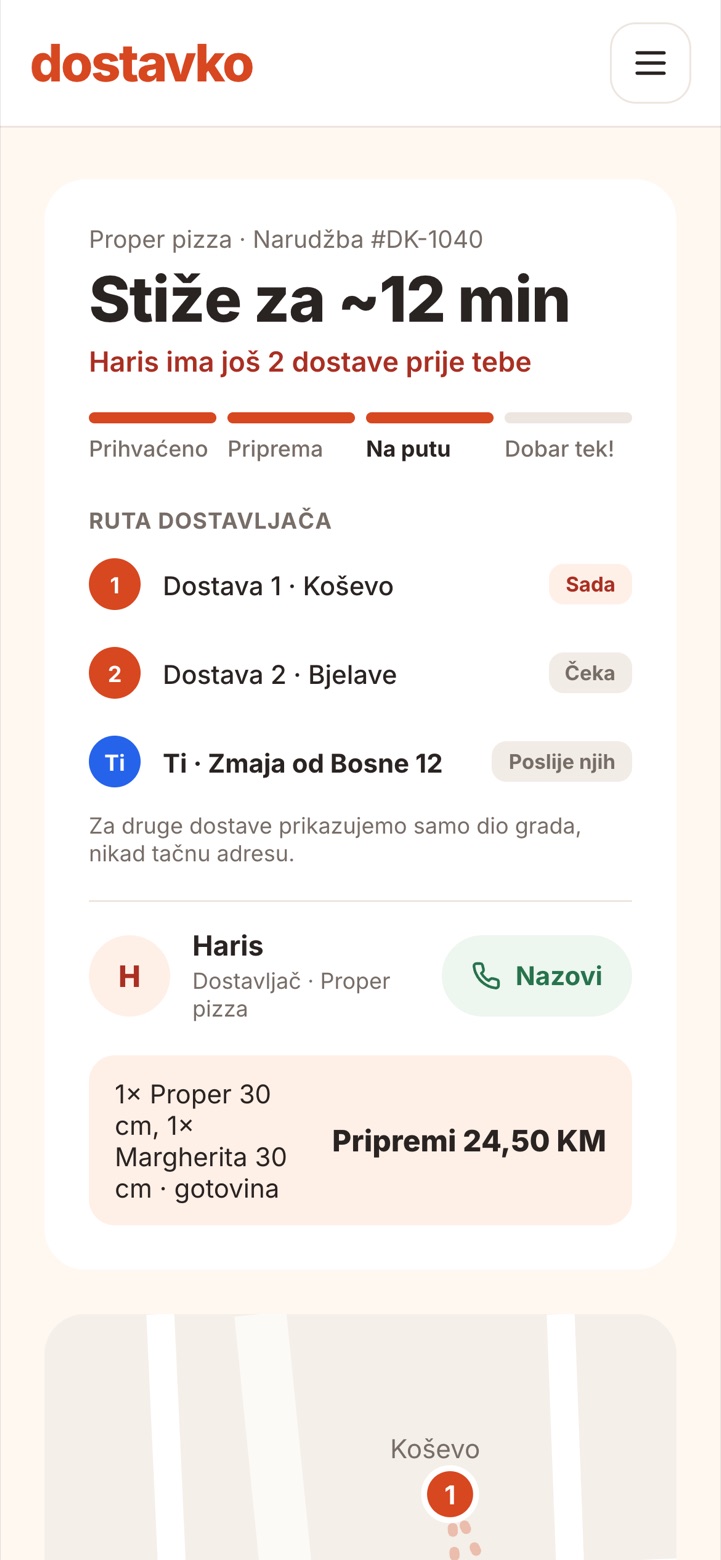 dostavko
Proper pizza · Narudžba #DK-1040
Stiže za ~12 min
Haris ima još 2 dostave prije tebe
Prihvaćeno Priprema Na putu Dobar tek!
RUTA DOSTAVLJAČA
1 Dostava 1 · Koševo Sada
2 Dostava 2 · Bjelave Čeka
Ti Ti · Zmaja od Bosne 12 Poslije njih
Za druge dostave prikazujemo samo dio grada,
nikad tačnu adresu.
H Haris
Dostavljač · Proper
pizza
Nazovi
1× Proper 30
cm, 1×
Margherita 30
cm · gotovina
Pripremi 24,50 KM
Koševo
1